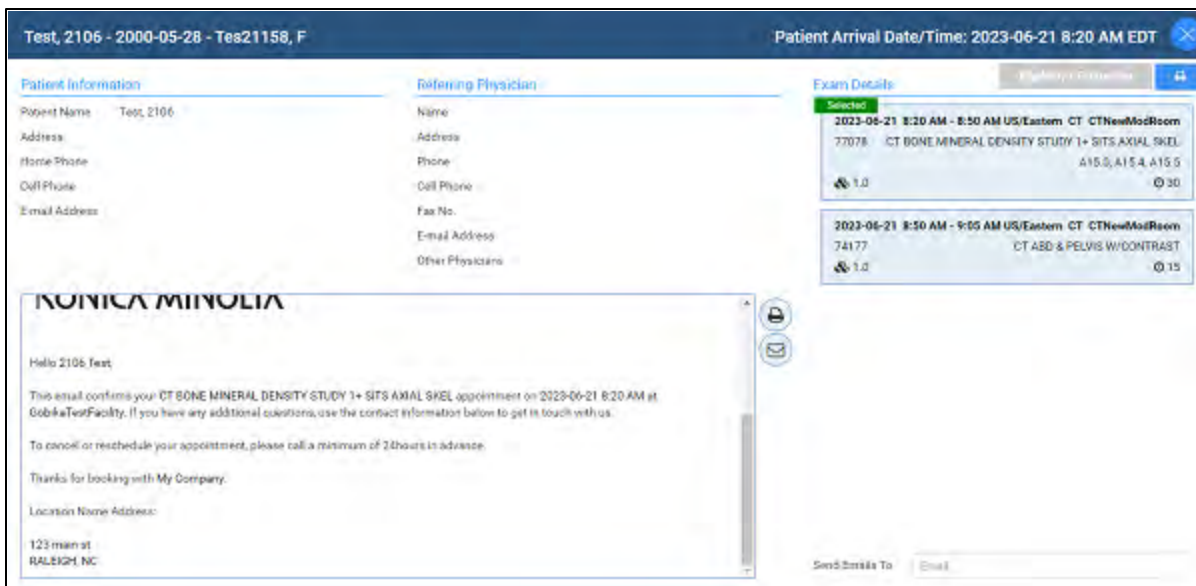 Test, 2106 - 2000-05-28 - Tes21158, F
Patient Arrival Date/Time: 2023-06-21 8:20 AM EDT
Patient Information
Patient Name Test, 2106
Address
Home Phone
Cell Phone
E-mail Address
Referring Physician
Name
Address
Phone
Cell Phone
Fax No.
E-mail Address
Other Physicians
Exam Details
Selected
2023-06-21 8:20 AM - 8:50 AM US/Eastern CT CTNewModRoom
77078 CT BONE MINERAL DENSITY STUDY 1+ SITS AXIAL SKEL
A15.0, A15.4, A15.5
1.0 30
2023-06-21 8:50 AM - 9:05 AM US/Eastern CT CTNewModRoom
74177 CT ABD & PELVIS W/CONTRAST
1.0 15
KONICA MINOLTA
Hello 2106 Test,
This email confirms your CT BONE MINERAL DENSITY STUDY 1+ SITS AXIAL SKEL appointment on 2023-06-21 8:20 AM at
GobikaTestFacility. If you have any additional questions, use the contact information below to get in touch with us.
To cancel or reschedule your appointment, please call a minimum of 24hours in advance.
Thanks for booking with My Company.
Location Name Address:
123 main st
RALEIGH, NC
Send Emails To Email